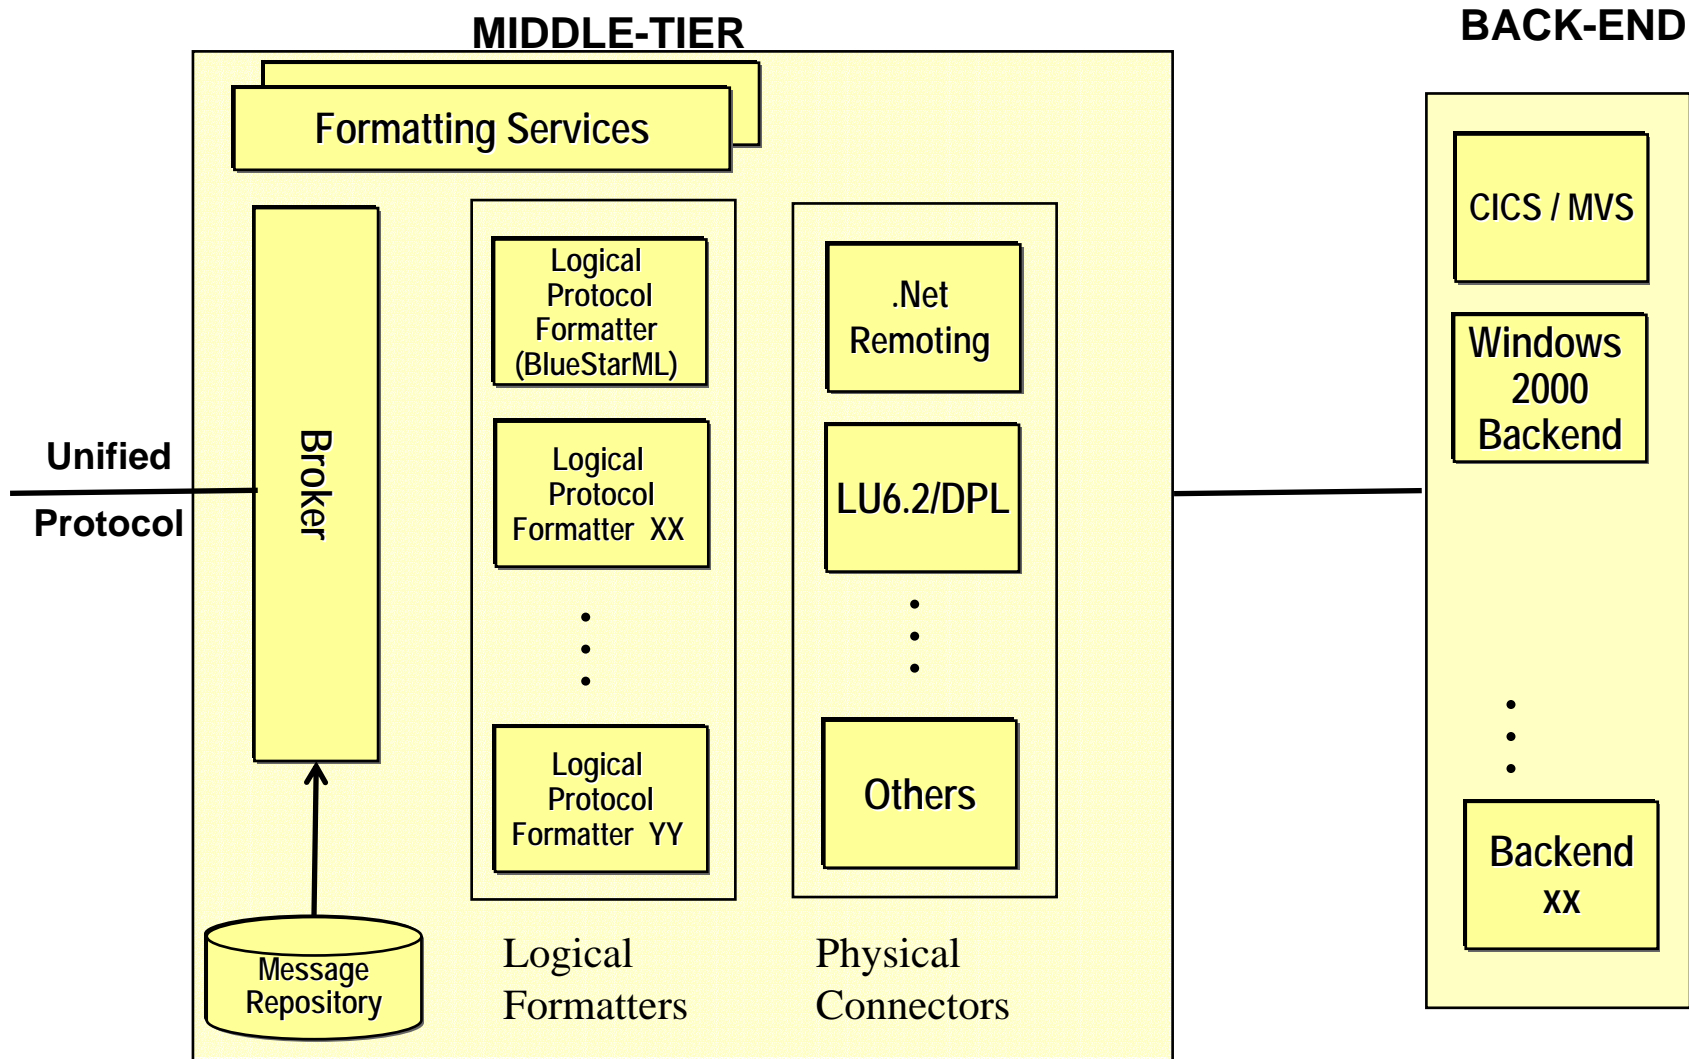 MIDDLE-TIER
BACK-END
Formatting Services
Unified
Protocol
Broker
Message
Repository
Logical
Protocol
Formatter
(BlueStarML)
Logical
Protocol
Formatter XX
Logical
Protocol
Formatter YY
Logical
Formatters
.Net
Remoting
LU6.2/DPL
Others
Physical
Connectors
CICS / MVS
Windows
2000
Backend
Backend
xx